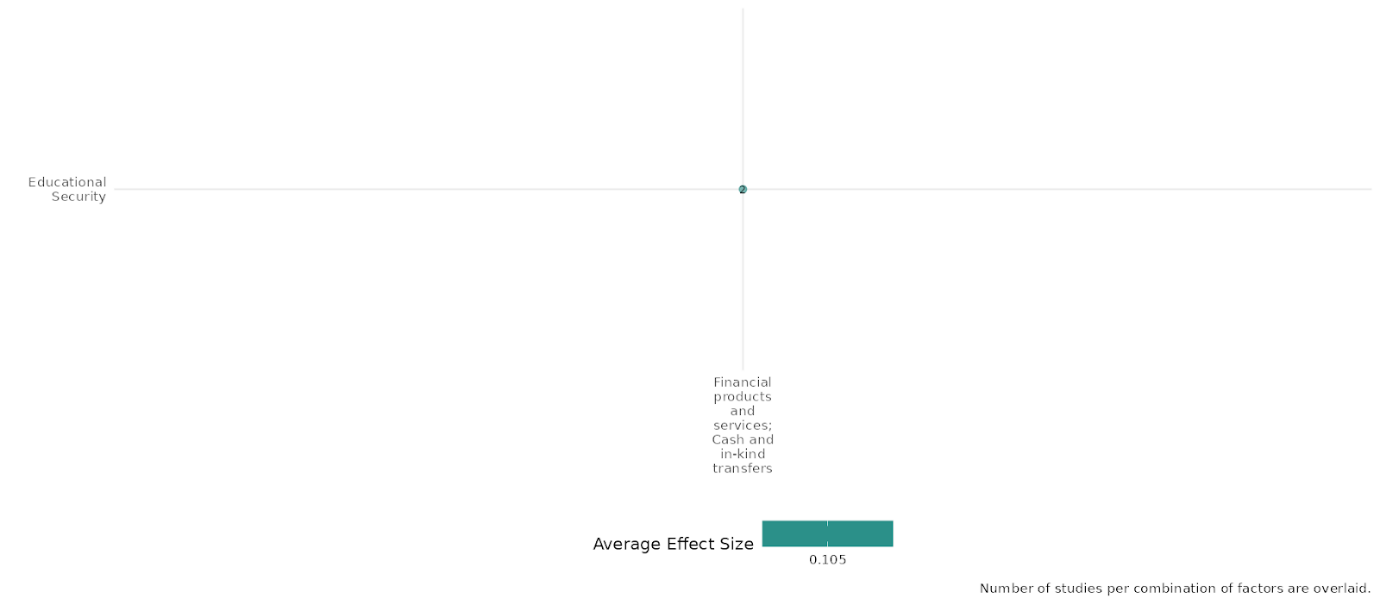 Educational
Security
2
Financial
products
and
services;
Cash and
in-kind
transfers
Average Effect Size
0.105
Number of studies per combination of factors are overlaid.